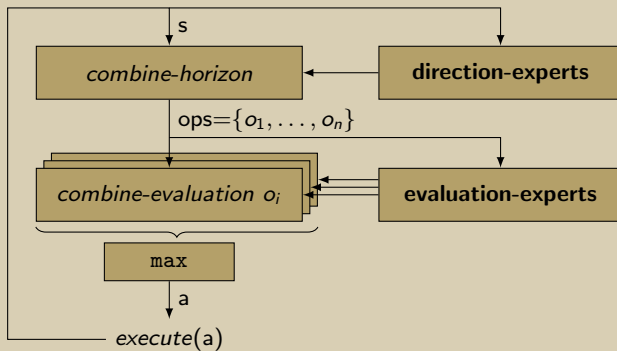 s
combine-horizon
direction-experts
ops={o₁, . . . , oₙ}
combine-evaluation oᵢ
evaluation-experts
max
a
execute(a)